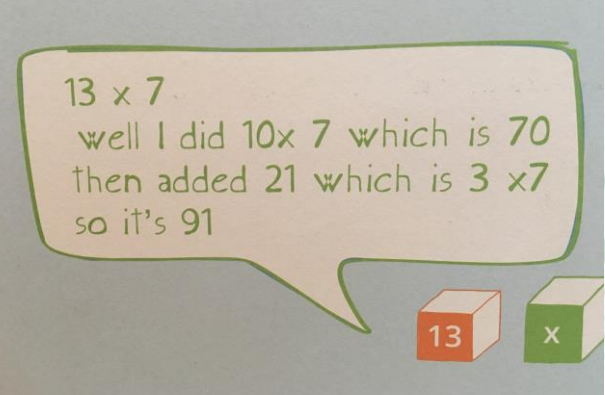 13 x 7
well I did 10x 7 which is 70
then added 21 which is 3 x7
so it's 91
13 x